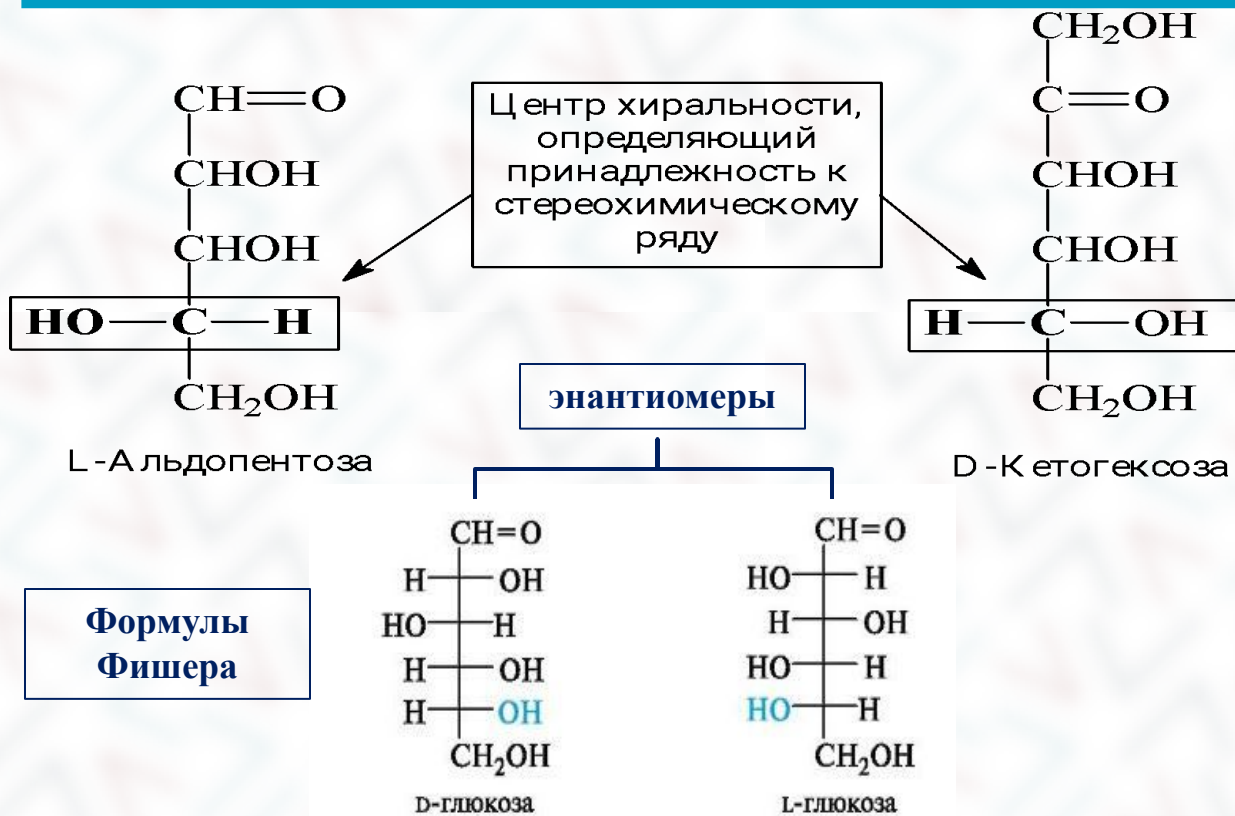 CH=O
CHOH
CHOH
HO—C—H
CH₂OH
L-Альдопентоза
Центр хиральности,
определяющий
принадлежность к
стереохимическому
ряду
CH₂OH
C=O
CHOH
CHOH
H—C—OH
CH₂OH
D-Кетогексоза
энантиомеры
Формулы
Фишера
CH=O
H OH
HO H
H OH
H OH
CH₂OH
D-глюкоза
CH=O
HO H
H OH
HO H
HO H
CH₂OH
L-глюкоза